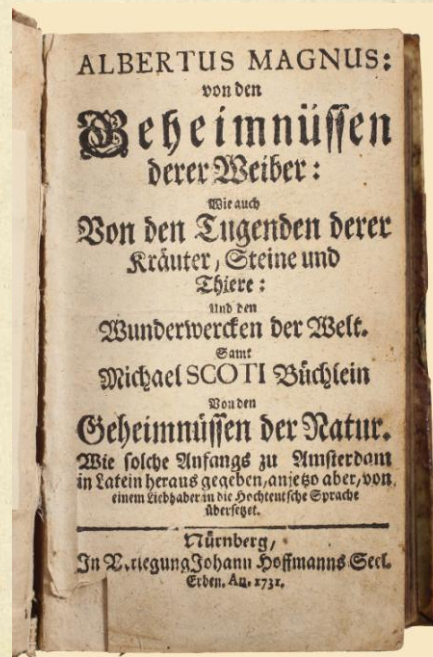 ALBERTUS MAGNUS:
von den
Geheimnüssen
derer Weiber:
Wie auch
Von den Tugenden derer
Kräuter, Steine und
Thiere:
Und den
Wunderwercken der Welt.
Samt
Michael SCOTI Büchlein
Von den
Geheimnüssen der Natur.
Wie solche Anfangs zu Amsterdam
in Latein heraus gegeben, anjetzo aber, von
einem Liebhaber in die Hochteutsche Sprache
übersetzet.
Nürnberg,
In Verlegung Johann Hoffmanns Seel.
Erben. An. 1731.